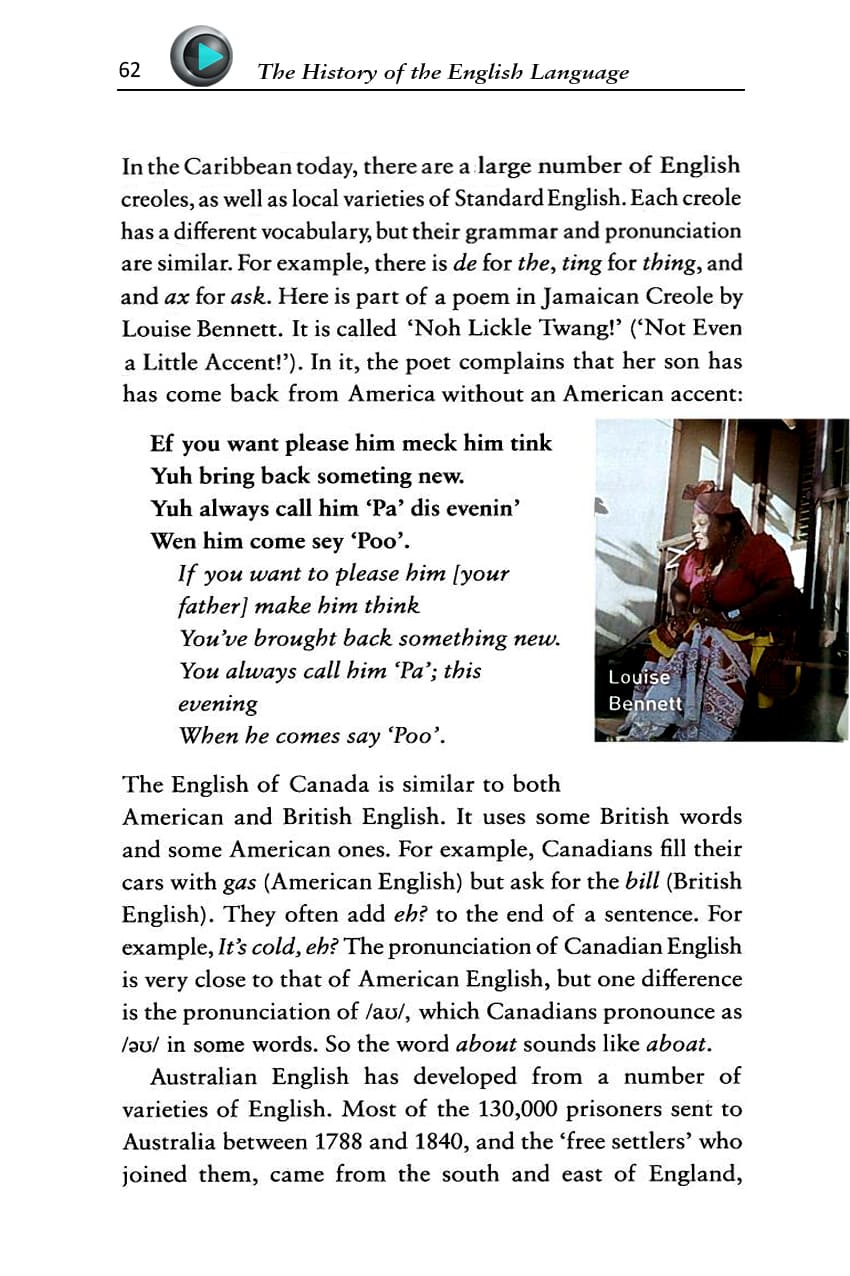 62
The History of the English Language
In the Caribbean today, there are a large number of English
creoles, as well as local varieties of Standard English. Each creole
has a different vocabulary, but their grammar and pronunciation
are similar. For example, there is de for the, ting for thing, and
and ax for ask. Here is part of a poem in Jamaican Creole by
Louise Bennett. It is called ‘Noh Lickle Twang!’ (‘Not Even
a Little Accent!’). In it, the poet complains that her son has
has come back from America without an American accent:
Ef you want please him meck him tink
Yuh bring back someting new.
Yuh always call him ‘Pa’ dis evenin’
Wen him come sey ‘Poo’.
If you want to please him [your
father] make him think
You’ve brought back something new.
You always call him ‘Pa’; this
evening
When he comes say ‘Poo’.
Louise
Bennett
The English of Canada is similar to both
American and British English. It uses some British words
and some American ones. For example, Canadians fill their
cars with gas (American English) but ask for the bill (British
English). They often add eh? to the end of a sentence. For
example, It’s cold, eh? The pronunciation of Canadian English
is very close to that of American English, but one difference
is the pronunciation of /aʊ/, which Canadians pronounce as
/əʊ/ in some words. So the word about sounds like aboat.
Australian English has developed from a number of
varieties of English. Most of the 130,000 prisoners sent to
Australia between 1788 and 1840, and the ‘free settlers’ who
joined them, came from the south and east of England,